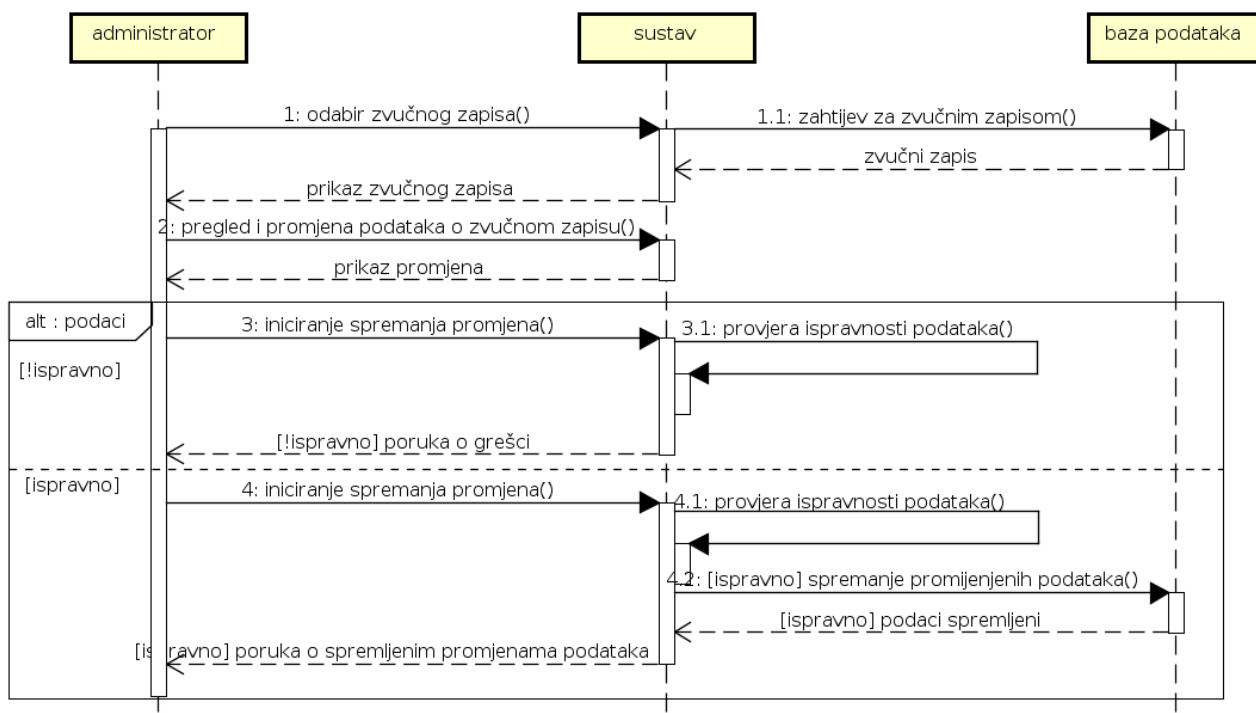 administrator
sustav
baza podataka
1: odabir zvučnog zapisa()
1.1: zahtijev za zvučnim zapisom()
zvučni zapis
prikaz zvučnog zapisa
2: pregled i promjena podataka o zvučnom zapisu()
prikaz promjena
alt : podaci
3: iniciranje spremanja promjena()
3.1: provjera ispravnosti podataka()
[!ispravno]
[!ispravno] poruka o grešci
[ispravno]
4: iniciranje spremanja promjena()
4.1: provjera ispravnosti podataka()
4.2: [ispravno] spremanje promijenjenih podataka()
[ispravno] podaci spremljeni
[ispravno] poruka o spremljenim promjenama podataka